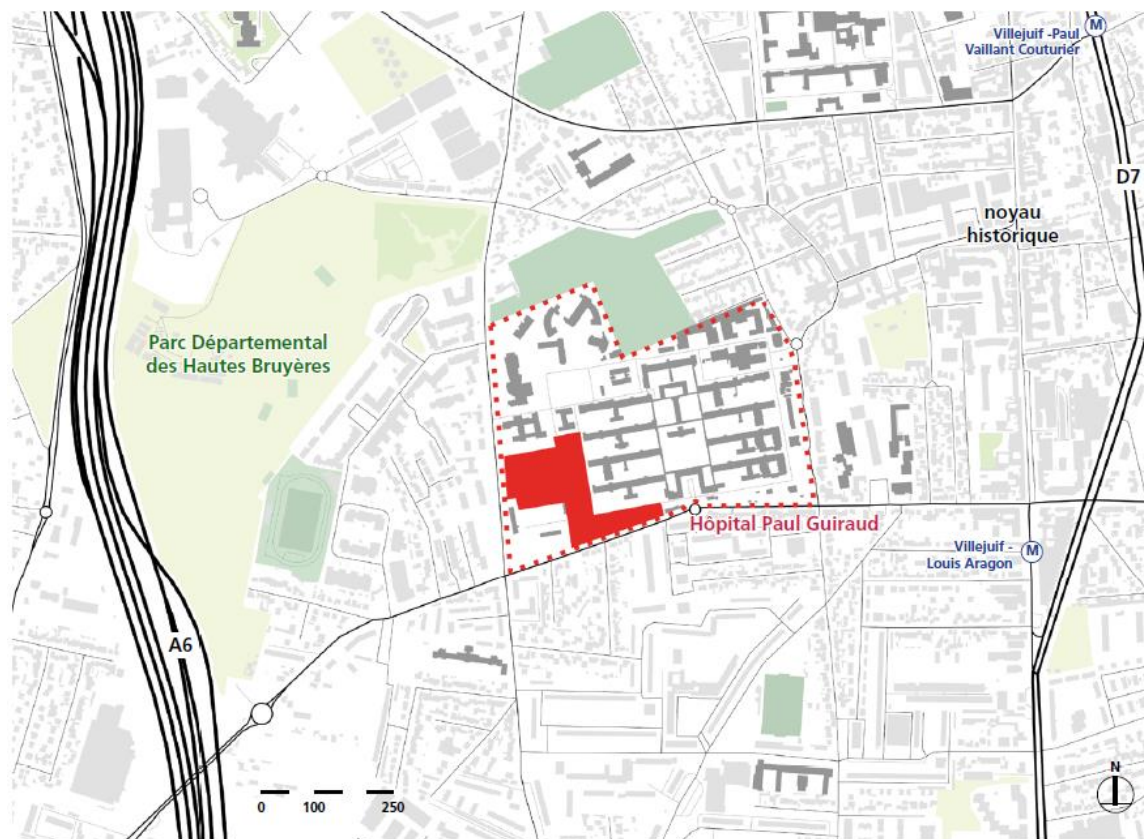 Villejuif -Paul
Vaillant Couturier
M
D7
noyau
historique
Parc Départemental
des Hautes Bruyères
Hôpital Paul Guiraud
Villejuif -
Louis Aragon
M
A6
N
0 100 250